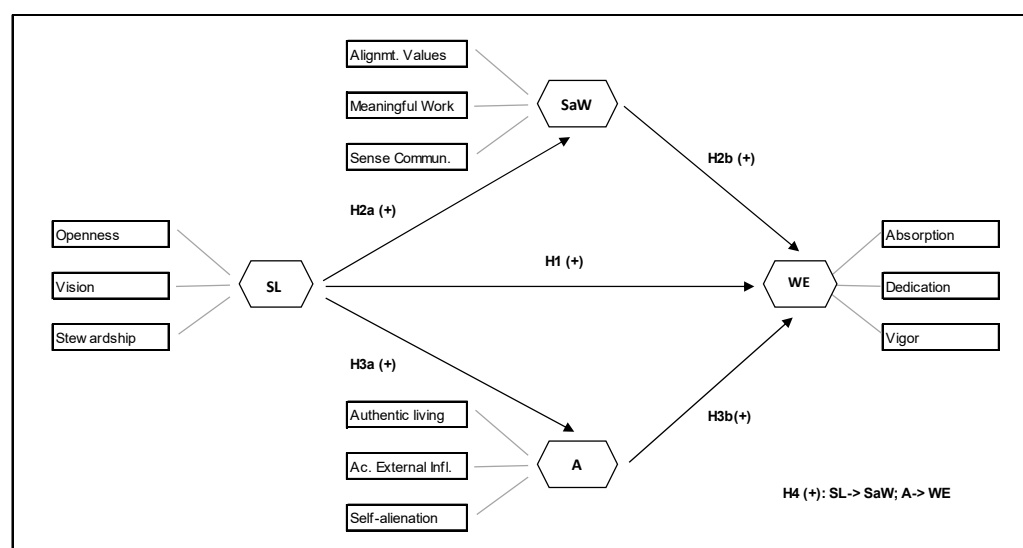 Alignmt. Values
Meaningful Work
Sense Commun.
SaW
H2b (+)
H2a (+)
Openness
Vision
Stewardship
SL
H1 (+)
WE
Absorption
Dedication
Vigor
H3a (+)
Authentic living
Ac. External Infl.
Self-alienation
A
H3b(+)
H4 (+): SL-> SaW; A-> WE